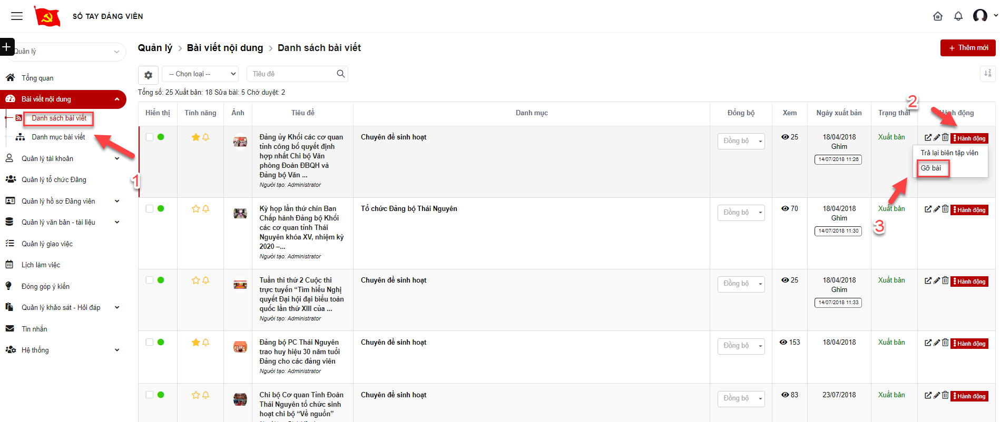 SỔ TAY ĐẢNG VIÊN
Quản lý
Quản lý > Bài viết nội dung > Danh sách bài viết
+ Thêm mới
-- Chọn loại --
Tiêu đề
Tổng số: 25 Xuất bản: 18 Sửa bài: 5 Chờ duyệt: 2
Tổng quan
Bài viết nội dung
Danh sách bài viết
Danh mục bài viết
Quản lý tài khoản
Quản lý tổ chức Đảng
Quản lý hồ sơ Đảng viên
Quản lý văn bản - tài liệu
Quản lý giao việc
Lịch làm việc
Đóng góp ý kiến
Quản lý khảo sát - Hỏi đáp
Tin nhắn
Hệ thống
1
2
3
Hiển thị Tính năng Ảnh Tiêu đề Danh mục Đồng bộ Xem Ngày xuất bản Trạng thái Hành động
Đảng ủy Khối các cơ quan
tỉnh công bố quyết định
hợp nhất Chi bộ Văn
phòng Đoàn ĐBQH và
Đảng bộ Văn ...
Người tạo: Administrator
Chuyên đề sinh hoạt
Đồng bộ
25
18/04/2018
Ghim
14/07/2018 11:26
Xuất bản
Hành động
Trả lại biên tập viên
Gỡ bài
Kỳ họp lần thứ chín Ban
Chấp hành Đảng bộ Khối
các cơ quan tỉnh Thái
Nguyên khóa XV, nhiệm kỳ
2020 –...
Người tạo: Administrator
Tổ chức Đảng bộ Thái Nguyên
Đồng bộ
70
18/04/2018
Ghim
14/07/2018 11:30
Xuất bản
Hành động
Tuần thi thứ 2 Cuộc thi
trực tuyến “Tìm hiểu Nghị
quyết Đại hội đại biểu toàn
quốc lần thứ XIII của ...
Người tạo: Administrator
Chuyên đề sinh hoạt
Đồng bộ
25
18/04/2018
Ghim
14/07/2018 11:33
Xuất bản
Hành động
Đảng bộ PC Thái Nguyên
trao huy hiệu 30 năm tuổi
Đảng cho các đảng viên
Người tạo: Administrator
Chuyên đề sinh hoạt
Đồng bộ
153
18/04/2018
Xuất bản
Hành động
Chi bộ Cơ quan Tỉnh Đoàn
Thái Nguyên tổ chức sinh
hoạt chi bộ “Về nguồn”
Chuyên đề sinh hoạt
Đồng bộ
83
23/07/2018
Xuất bản
Hành động